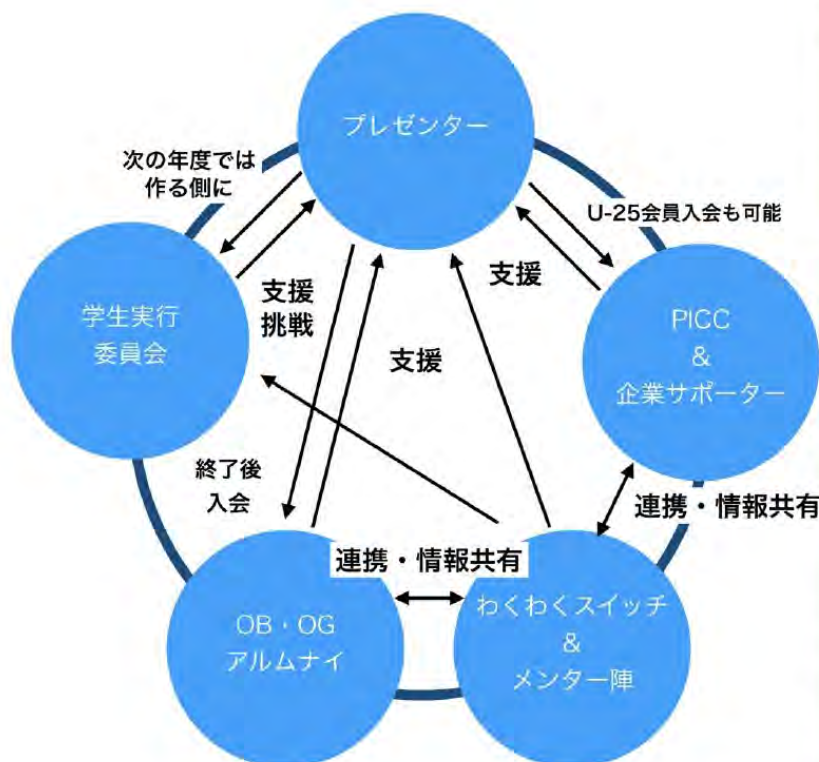 プレゼンター
次の年度では
作る側に
U-25会員入会も可能
支援
学生実行
委員会
支援
挑戦
PICC
&
企業サポーター
支援
終了後
入会
連携・情報共有
連携・情報共有
OB・OG
アルムナイ
わくわくスイッチ
&
メンター陣